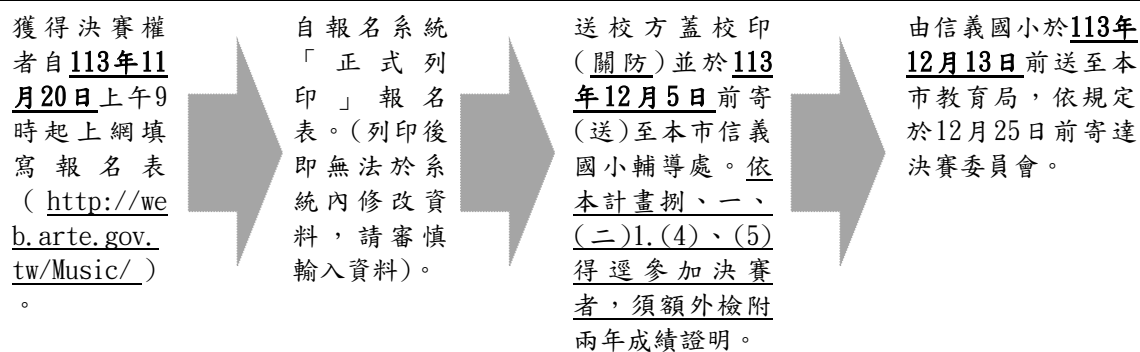 獲得決賽權
者自113年11
月20日上午9
時起上網填
寫報名表
（http://we
b.arte.gov.
tw/Music/）
。
自報名系統
「正式列
印」報名
表。(列印後
即無法於系
統內修改資
料，請審慎
輸入資料)。
送校方蓋校印
(關防)並於113
年12月5日前寄
(送)至本市信義
國小輔導處。依
本計畫捌、一、
(二)1.(4)、(5)
得逕參加決賽
者，須額外檢附
兩年成績證明。
由信義國小於113年
12月13日前送至本
市教育局，依規定
於12月25日前寄達
決賽委員會。